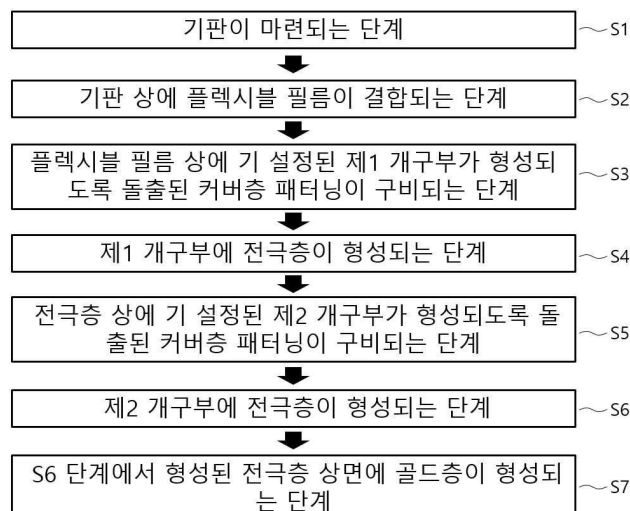 기판이 마련되는 단계 S1
기판 상에 플렉시블 필름이 결합되는 단계 S2
플렉시블 필름 상에 기 설정된 제1 개구부가 형성되
도록 돌출된 커버층 패터닝이 구비되는 단계 S3
제1 개구부에 전극층이 형성되는 단계 S4
전극층 상에 기 설정된 제2 개구부가 형성되도록 돌
출된 커버층 패터닝이 구비되는 단계 S5
제2 개구부에 전극층이 형성되는 단계 S6
S6 단계에서 형성된 전극층 상면에 골드층이 형성되
는 단계 S7